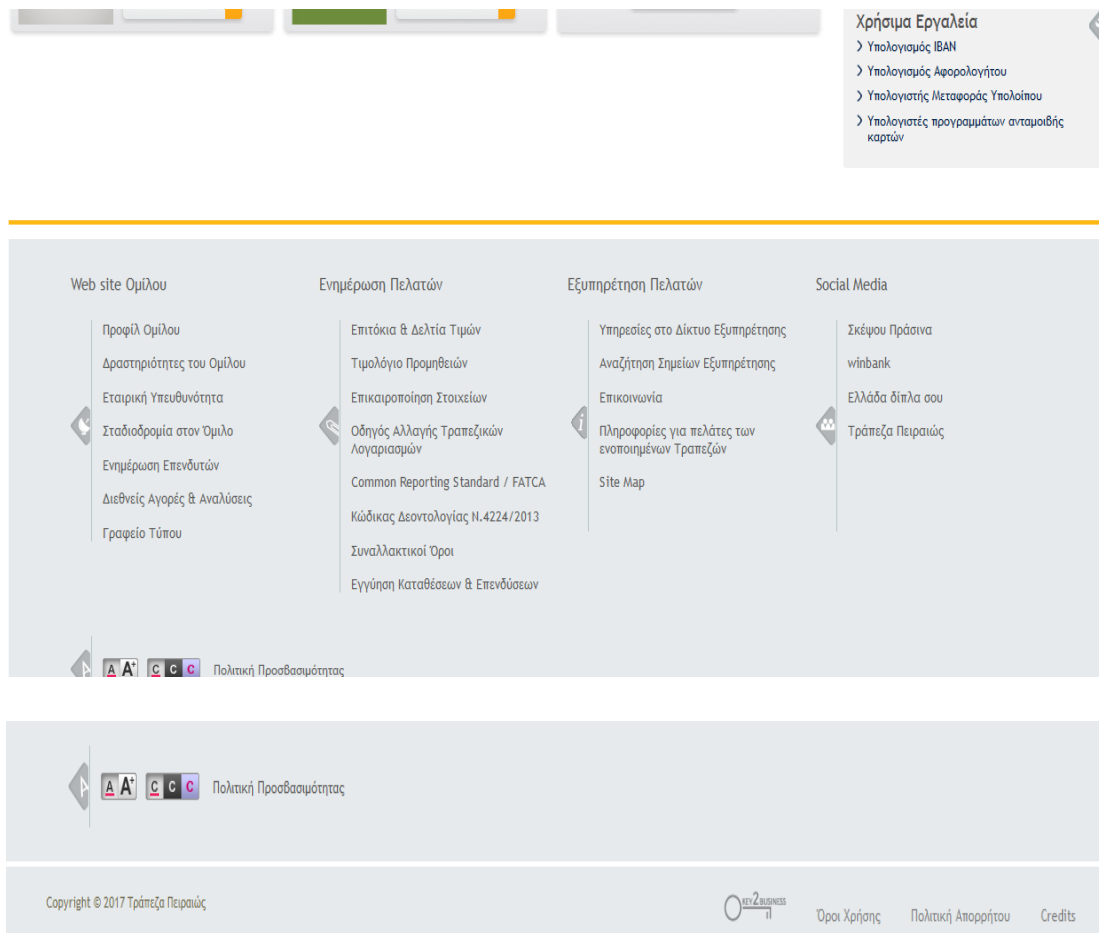 Χρήσιμα Εργαλεία
Υπολογισμός IBAN
Υπολογισμός Αφορολογήτου
Υπολογιστής Μεταφοράς Υπολοίπου
Υπολογιστές προγραμμάτων ανταμοιβής
καρτών
Web site Ομίλου
Προφίλ Ομίλου
Δραστηριότητες του Ομίλου
Εταιρική Υπευθυνότητα
Σταδιοδρομία στον Όμιλο
Ενημέρωση Επενδυτών
Διεθνείς Αγορές & Αναλύσεις
Γραφείο Τύπου
Ενημέρωση Πελατών
Επιτόκια & Δελτία Τιμών
Τιμολόγιο Προμηθειών
Επικαιροποίηση Στοιχείων
Οδηγός Αλλαγής Τραπεζικών
Λογαριασμών
Common Reporting Standard / FATCA
Κώδικας Δεοντολογίας Ν.4224/2013
Συναλλακτικοί Όροι
Εγγύηση Καταθέσεων & Επενδύσεων
Εξυπηρέτηση Πελατών
Υπηρεσίες στο Δίκτυο Εξυπηρέτησης
Αναζήτηση Σημείων Εξυπηρέτησης
Επικοινωνία
Πληροφορίες για πελάτες των
ενοποιημένων Τραπεζών
Site Map
Social Media
Σκέψου Πράσινα
winbank
Ελλάδα δίπλα σου
Τράπεζα Πειραιώς
A A+ C C C Πολιτική Προσβασιμότητας
A A+ C C C Πολιτική Προσβασιμότητας
Copyright © 2017 Τράπεζα Πειραιώς
KEY2BUSINESS
Όροι Χρήσης Πολιτική Απορρήτου Credits